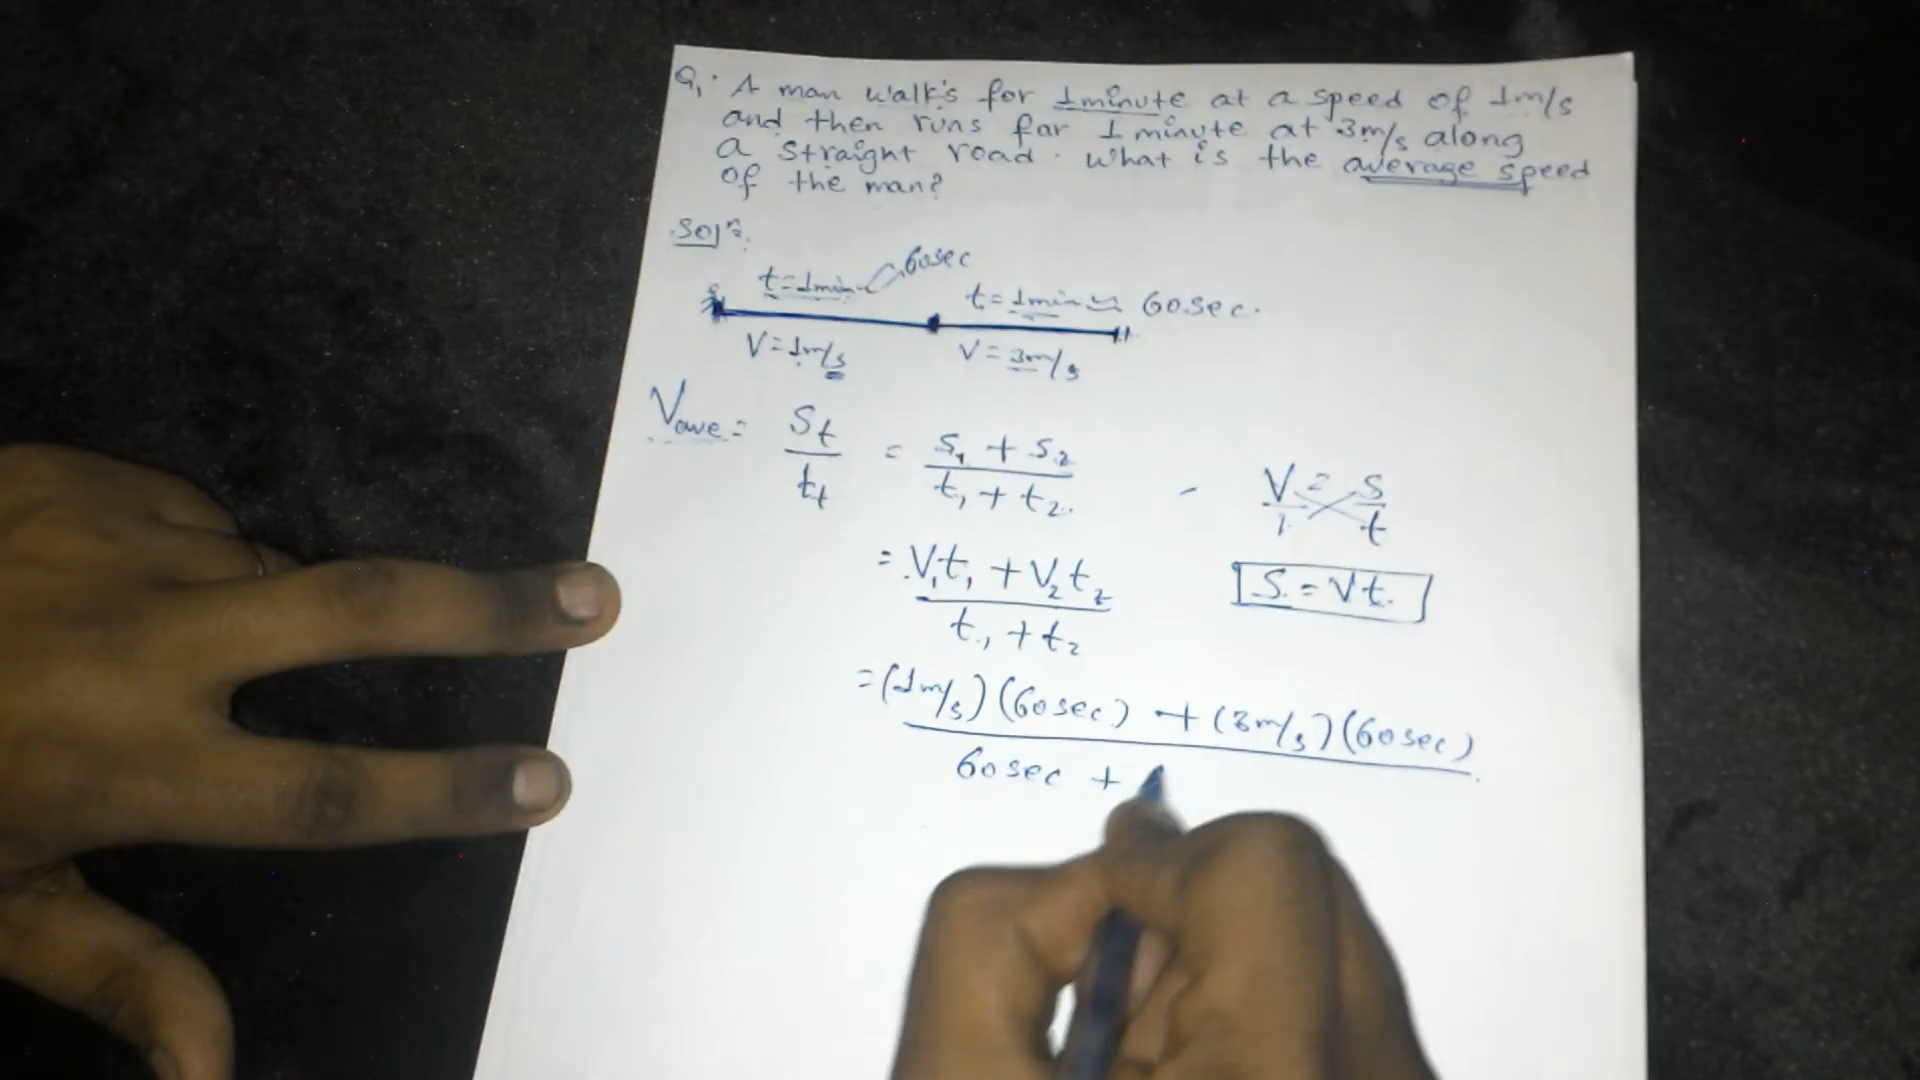 Q1. A man walk's for 1minute at a speed of 1m/s
and then runs for 1 minute at 3m/s along
a straight road. What is the average speed
of the man?
Solⁿ.
t=1min ≈ 60sec
t=1min ≈ 60sec.
V=1m/s
V=3m/s
Vave = St/tt = S1 + S2/t1 + t2.
V/1 = S/t
= V1t1 + V2t2/t1 + t2
S = Vt.
=(1m/s)(60sec) + (3m/s)(60sec)
60sec +